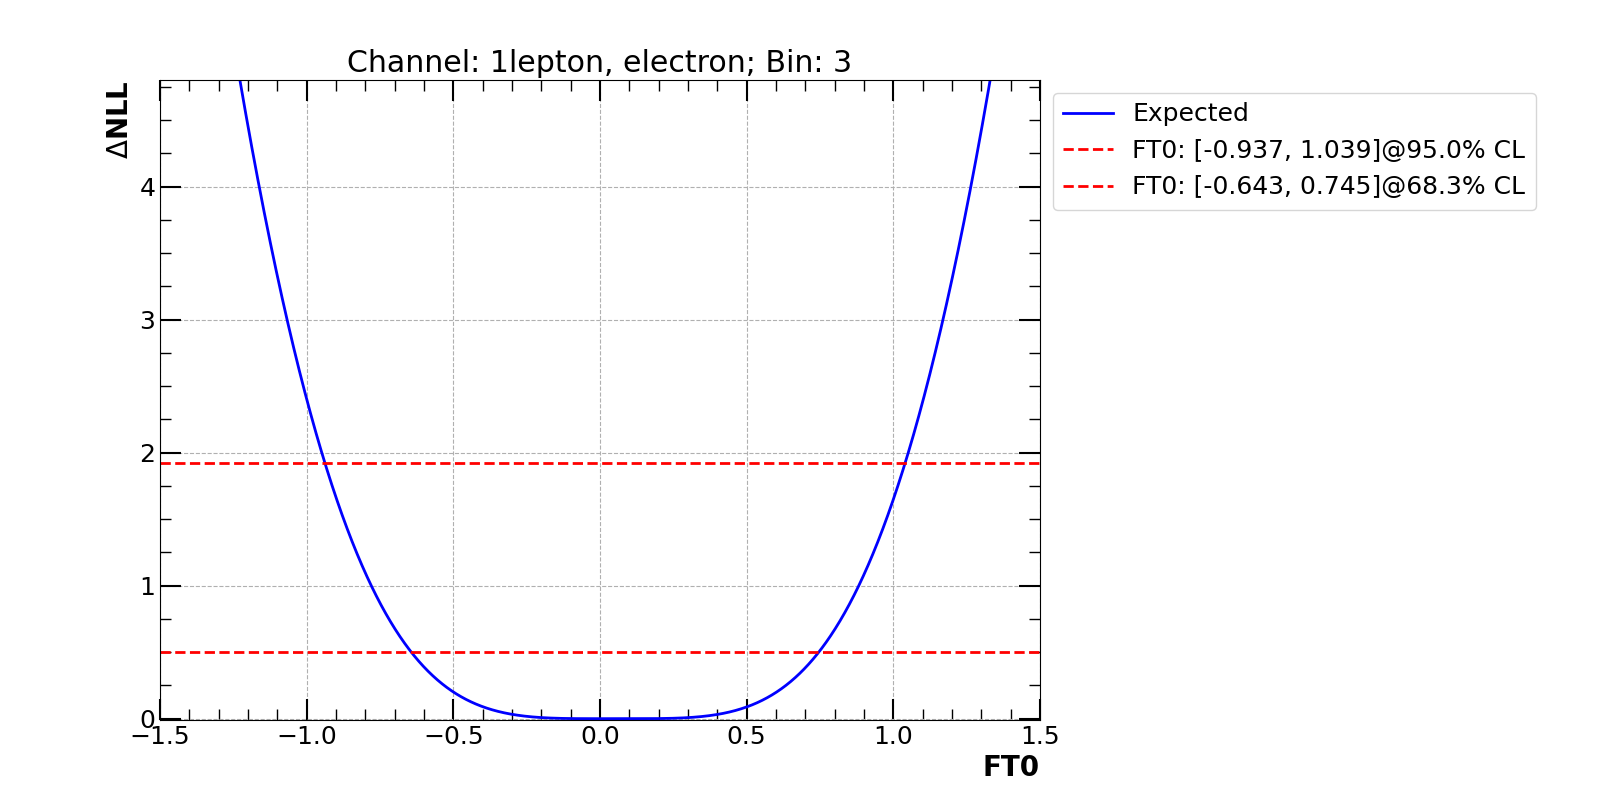 Channel: 1lepton, electron; Bin: 3
ΔNLL
4
3
2
1
0
−1.5
−1.0
−0.5
0.0
0.5
1.0
1.5
FT0
Expected
FT0: [-0.937, 1.039]@95.0% CL
FT0: [-0.643, 0.745]@68.3% CL